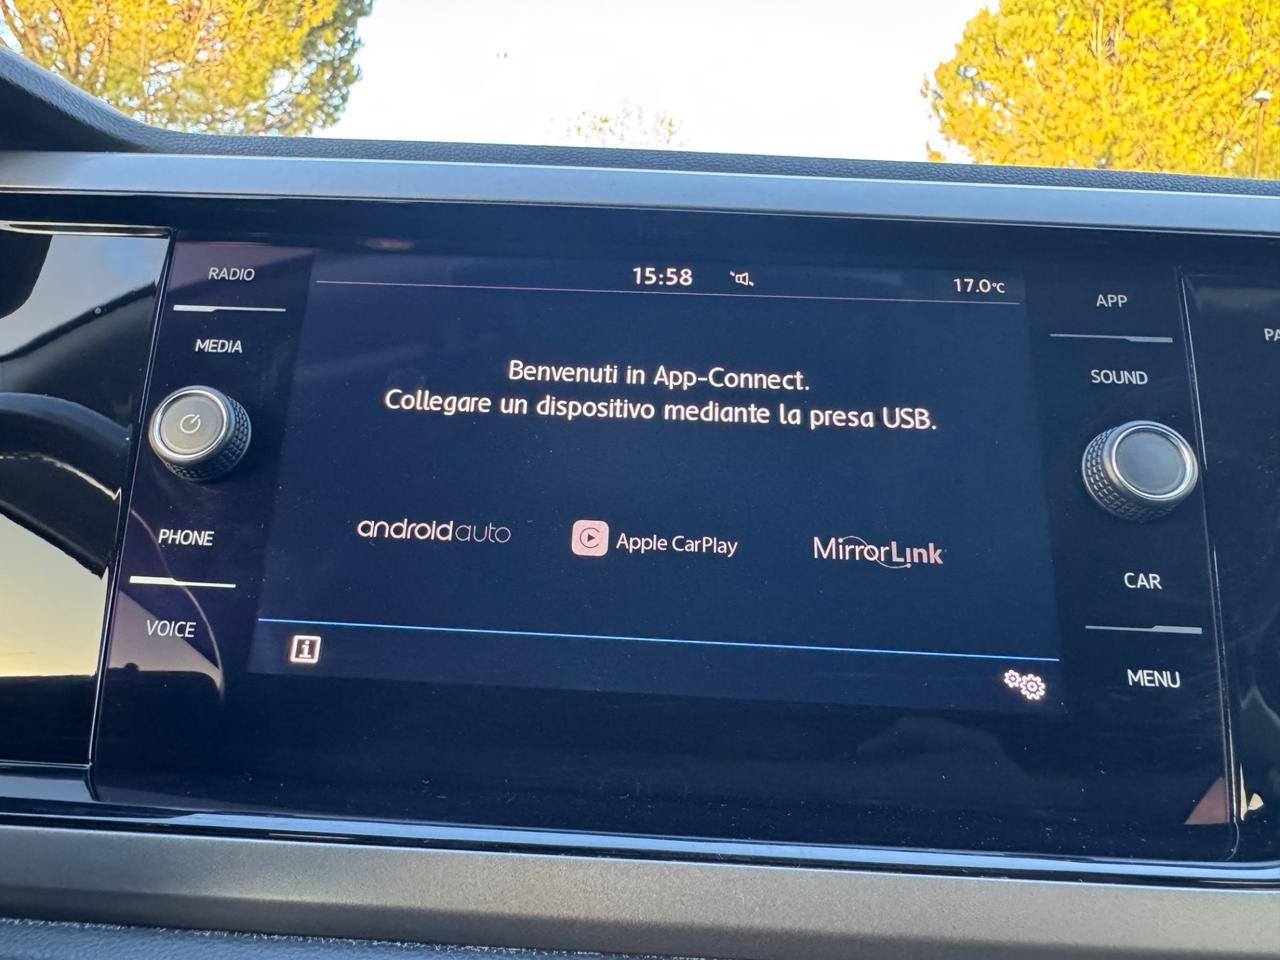 RADIO
MEDIA
PHONE
VOICE
15:58
17.0°C
Benvenuti in App-Connect.
Collegare un dispositivo mediante la presa USB.
androidauto
Apple CarPlay
MirrorLink
i
APP
SOUND
CAR
MENU